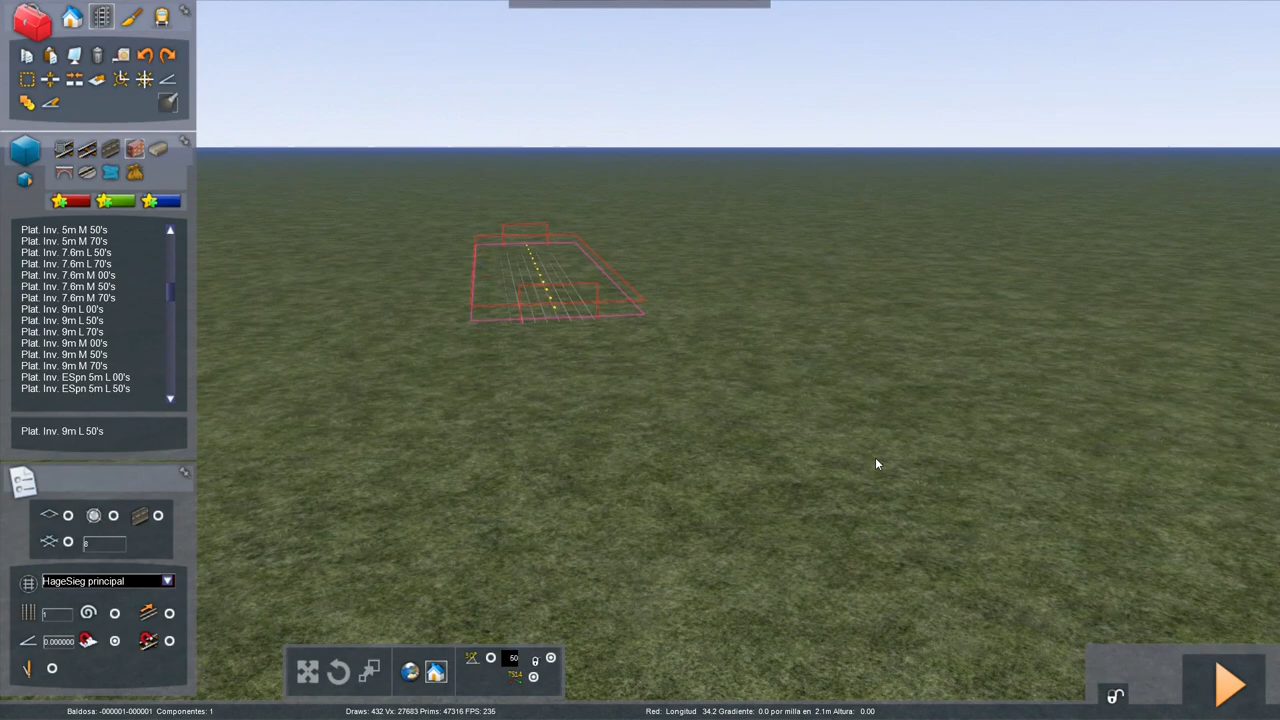 Plat. Inv. 5m M 50's
Plat. Inv. 5m M 70's
Plat. Inv. 7.6m L 50's
Plat. Inv. 7.6m L 70's
Plat. Inv. 7.6m M 00's
Plat. Inv. 7.6m M 50's
Plat. Inv. 7.6m M 70's
Plat. Inv. 9m L 00's
Plat. Inv. 9m L 50's
Plat. Inv. 9m L 70's
Plat. Inv. 9m M 00's
Plat. Inv. 9m M 50's
Plat. Inv. 9m M 70's
Plat. Inv. ESpn 5m L 00's
Plat. Inv. ESpn 5m L 50's
Plat. Inv. 9m L 50's
8
HageSieg principal
1
0.000000
50
TS14
Baldosa: -000001-000001 Componentes: 1
Draws: 432 Vx: 27683 Prims: 47316 FPS: 235
Red: Longitud 34.2 Gradiente: 0.0 por milla en 2.1m Altura: 0.00